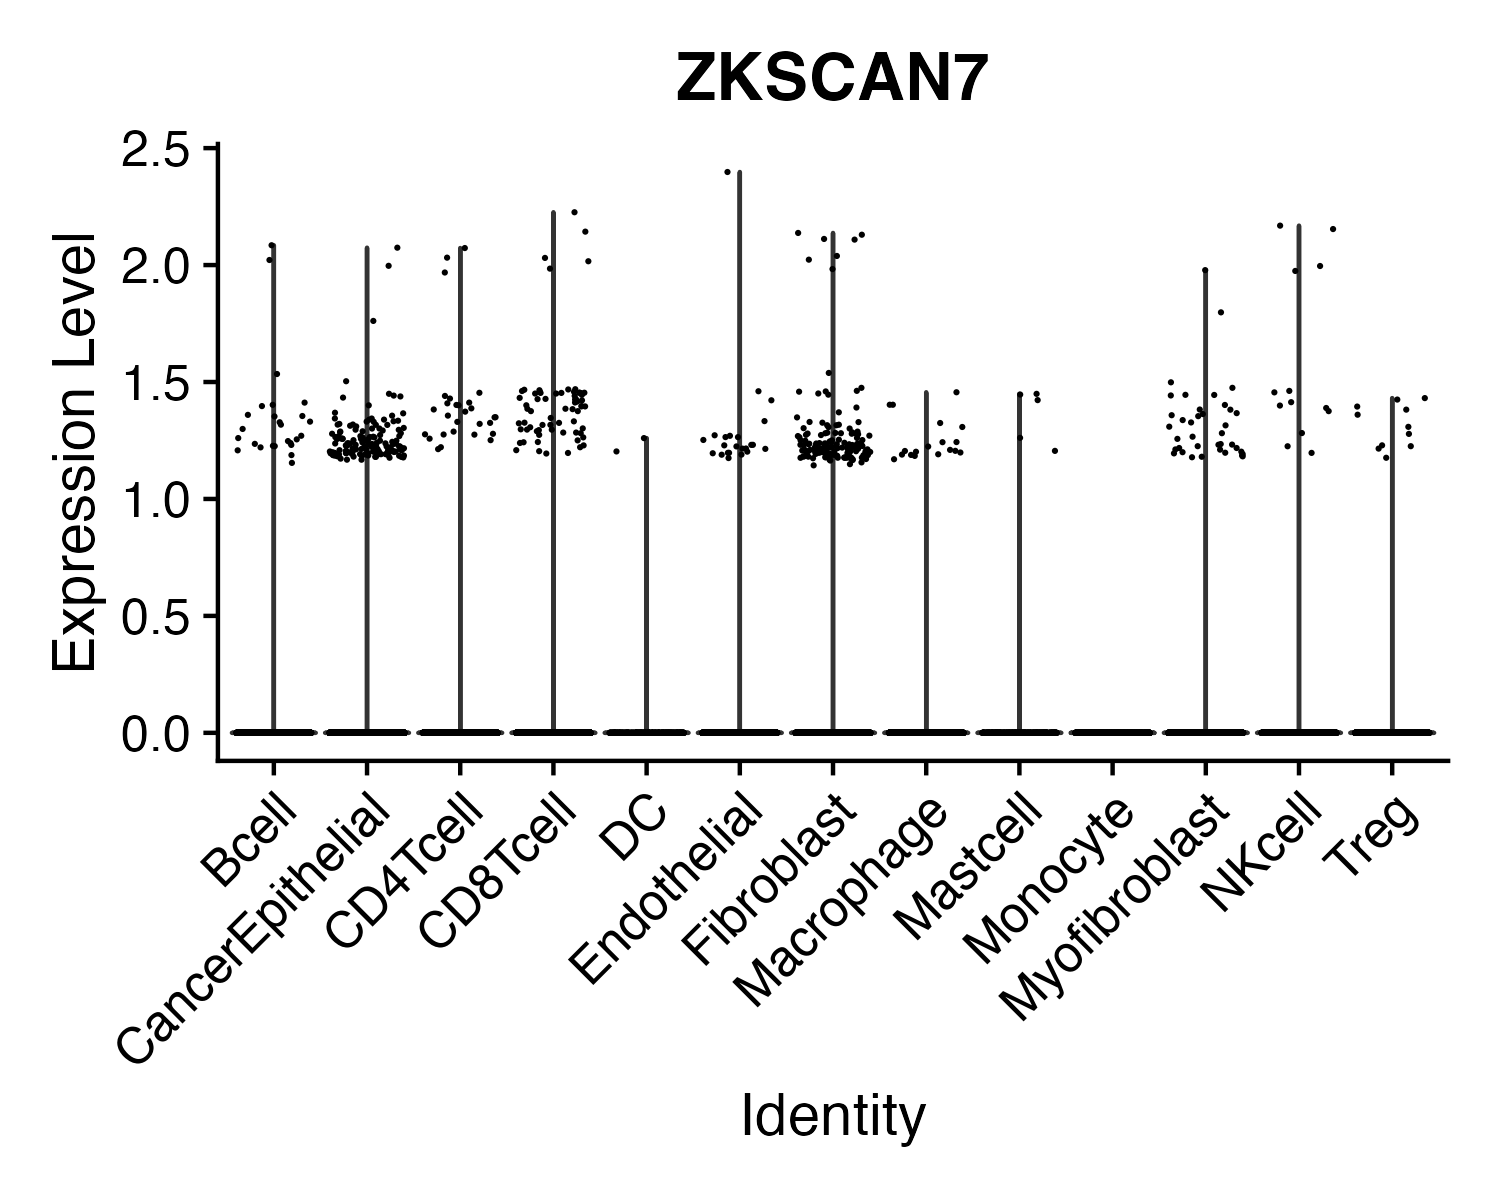 ZKSCAN7
Expression Level
2.5
2.0
1.5
1.0
0.5
0.0
Bcell
CancerEpithelial
CD4Tcell
CD8Tcell
DC
Endothelial
Fibroblast
Macrophage
Mastcell
Monocyte
Myofibroblast
NKcell
Treg
Identity